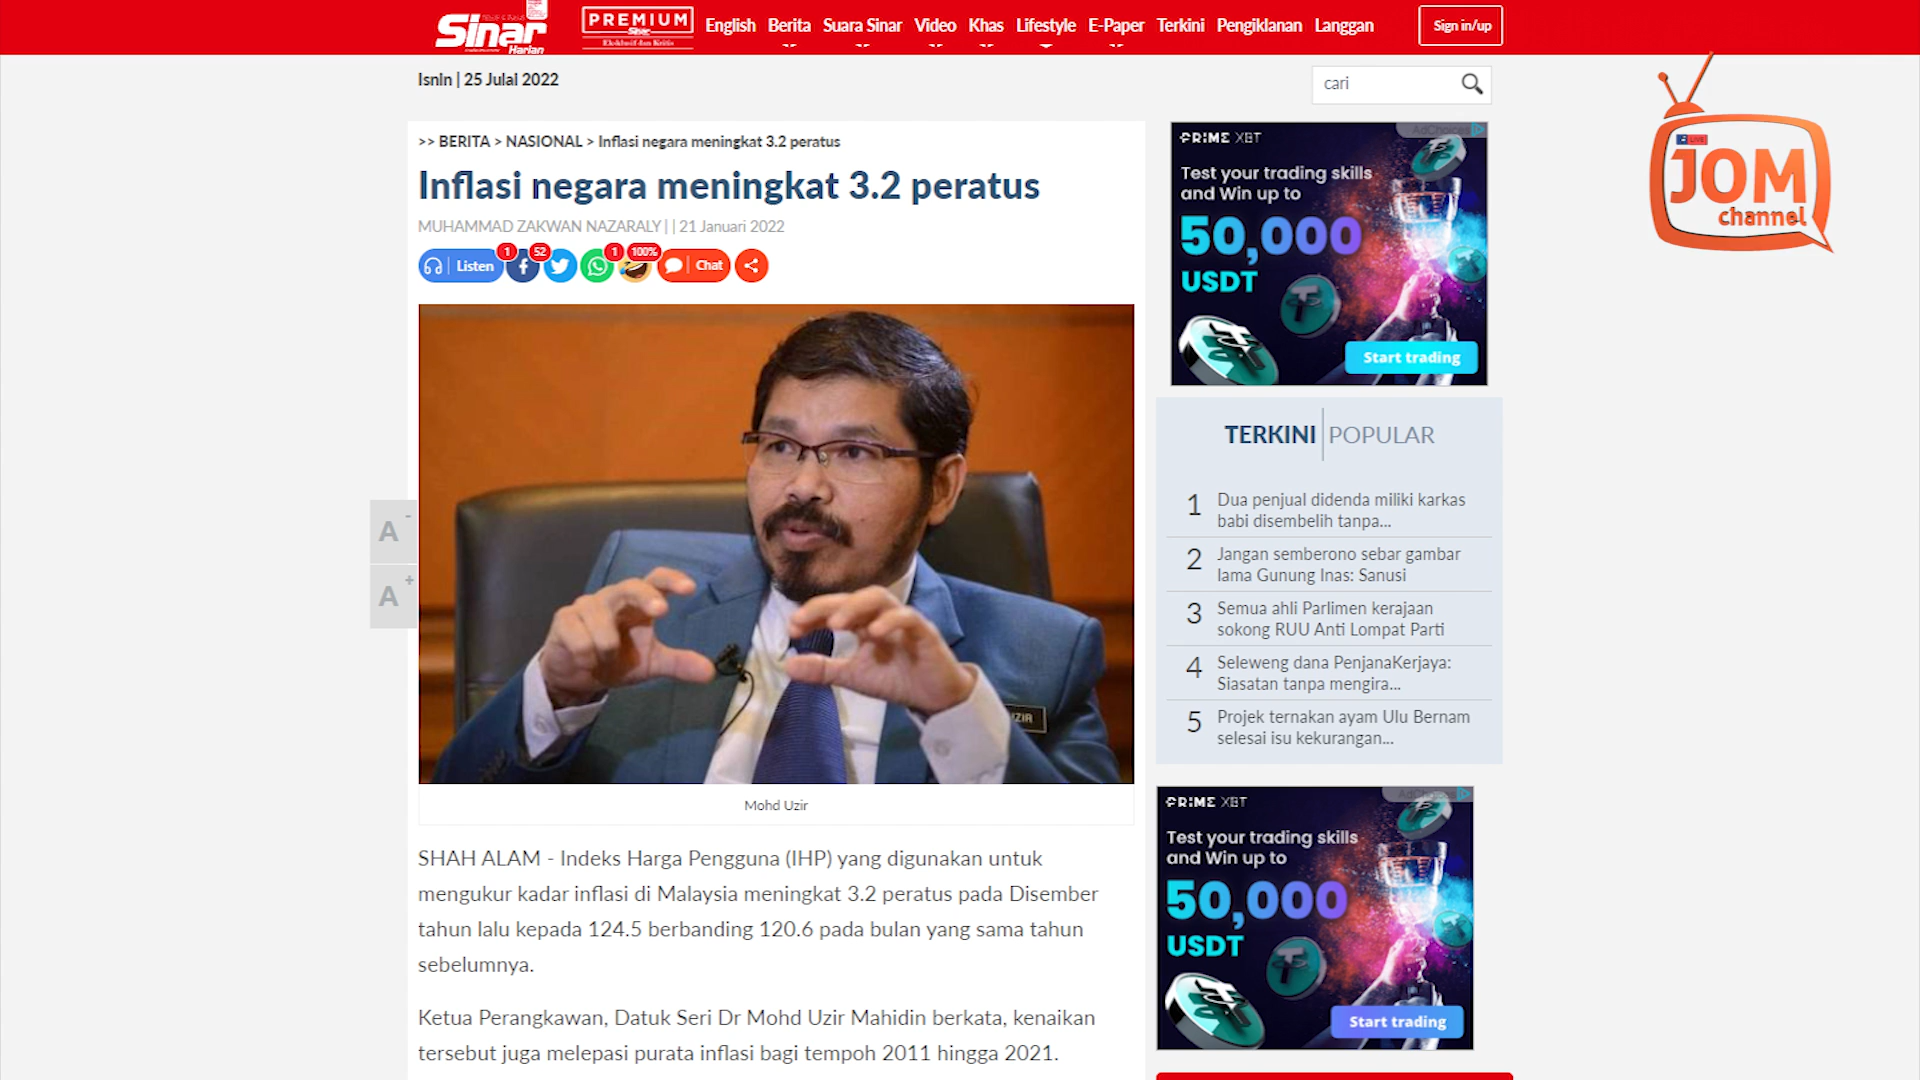 Sinar
Harian
PREMIUM
Sinar
Eksklusif dan Kritis
English Berita Suara Sinar Video Khas Lifestyle E-Paper Terkini Pengiklanan Langgan
Sign in/up
Isnin | 25 Julai 2022
cari
LIVE
JOM
channel
>> BERITA > NASIONAL > Inflasi negara meningkat 3.2 peratus
Inflasi negara meningkat 3.2 peratus
MUHAMMAD ZAKWAN NAZARALY | | 21 Januari 2022
Listen 1 52 1 100% Chat
A -
A +
UZIR
Mohd Uzir
SHAH ALAM - Indeks Harga Pengguna (IHP) yang digunakan untuk
mengukur kadar inflasi di Malaysia meningkat 3.2 peratus pada Disember
tahun lalu kepada 124.5 berbanding 120.6 pada bulan yang sama tahun
sebelumnya.
Ketua Perangkawan, Datuk Seri Dr Mohd Uzir Mahidin berkata, kenaikan
tersebut juga melepasi purata inflasi bagi tempoh 2011 hingga 2021.
PRIME XBT
AdChoices
Test your trading skills
and Win up to
50,000
USDT
Start trading
TERKINI POPULAR
1 Dua penjual didenda miliki karkas
babi disembelih tanpa...
2 Jangan semberono sebar gambar
lama Gunung Inas: Sanusi
3 Semua ahli Parlimen kerajaan
sokong RUU Anti Lompat Parti
4 Seleweng dana PenjanaKerjaya:
Siasatan tanpa mengira...
5 Projek ternakan ayam Ulu Bernam
selesai isu kekurangan...
PRIME XBT
AdChoices
Test your trading skills
and Win up to
50,000
USDT
Start trading